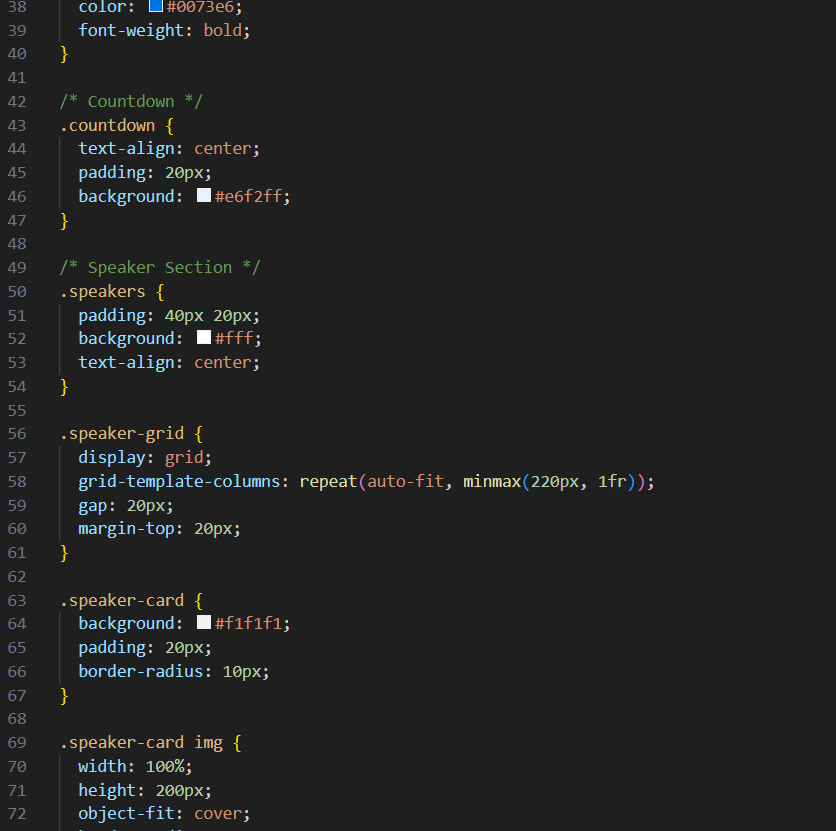 38 color: #0073e6;
39 font-weight: bold;
40 }
41
42 /* Countdown */
43 .countdown {
44 text-align: center;
45 padding: 20px;
46 background: #e6f2ff;
47 }
48
49 /* Speaker Section */
50 .speakers {
51 padding: 40px 20px;
52 background: #fff;
53 text-align: center;
54 }
55
56 .speaker-grid {
57 display: grid;
58 grid-template-columns: repeat(auto-fit, minmax(220px, 1fr));
59 gap: 20px;
60 margin-top: 20px;
61 }
62
63 .speaker-card {
64 background: #f1f1f1;
65 padding: 20px;
66 border-radius: 10px;
67 }
68
69 .speaker-card img {
70 width: 100%;
71 height: 200px;
72 object-fit: cover;